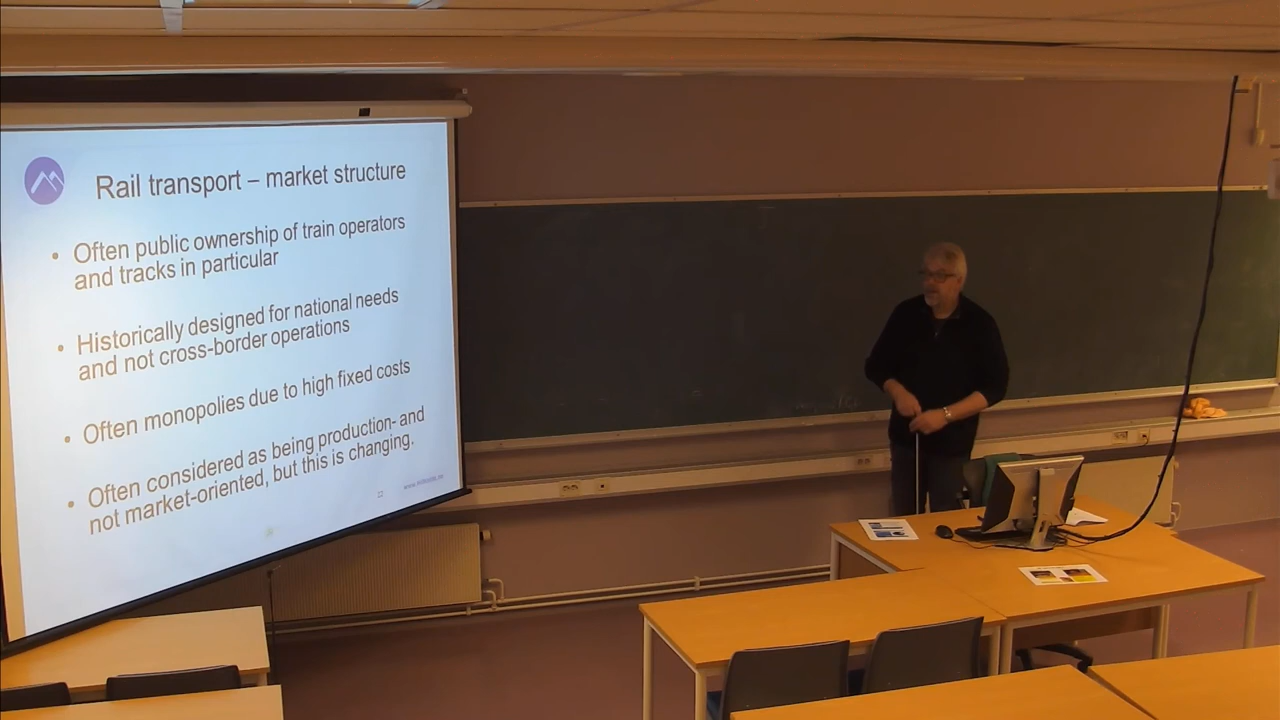 Rail transport – market structure
• Often public ownership of train operators
and tracks in particular
• Historically designed for national needs
and not cross-border operations
• Often monopolies due to high fixed costs
• Often considered as being production- and
not market-oriented, but this is changing.